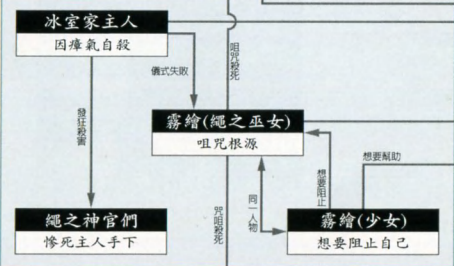 冰室家主人
因瘴氣自殺
咀咒殺死
儀式失敗
發狂殺害
霧繪(繩之巫女)
咀咒根源
想要幫助
想要阻止
同一人物
咒咀殺死
繩之神官們
慘死主人手下
霧繪(少女)
想要阻止自己